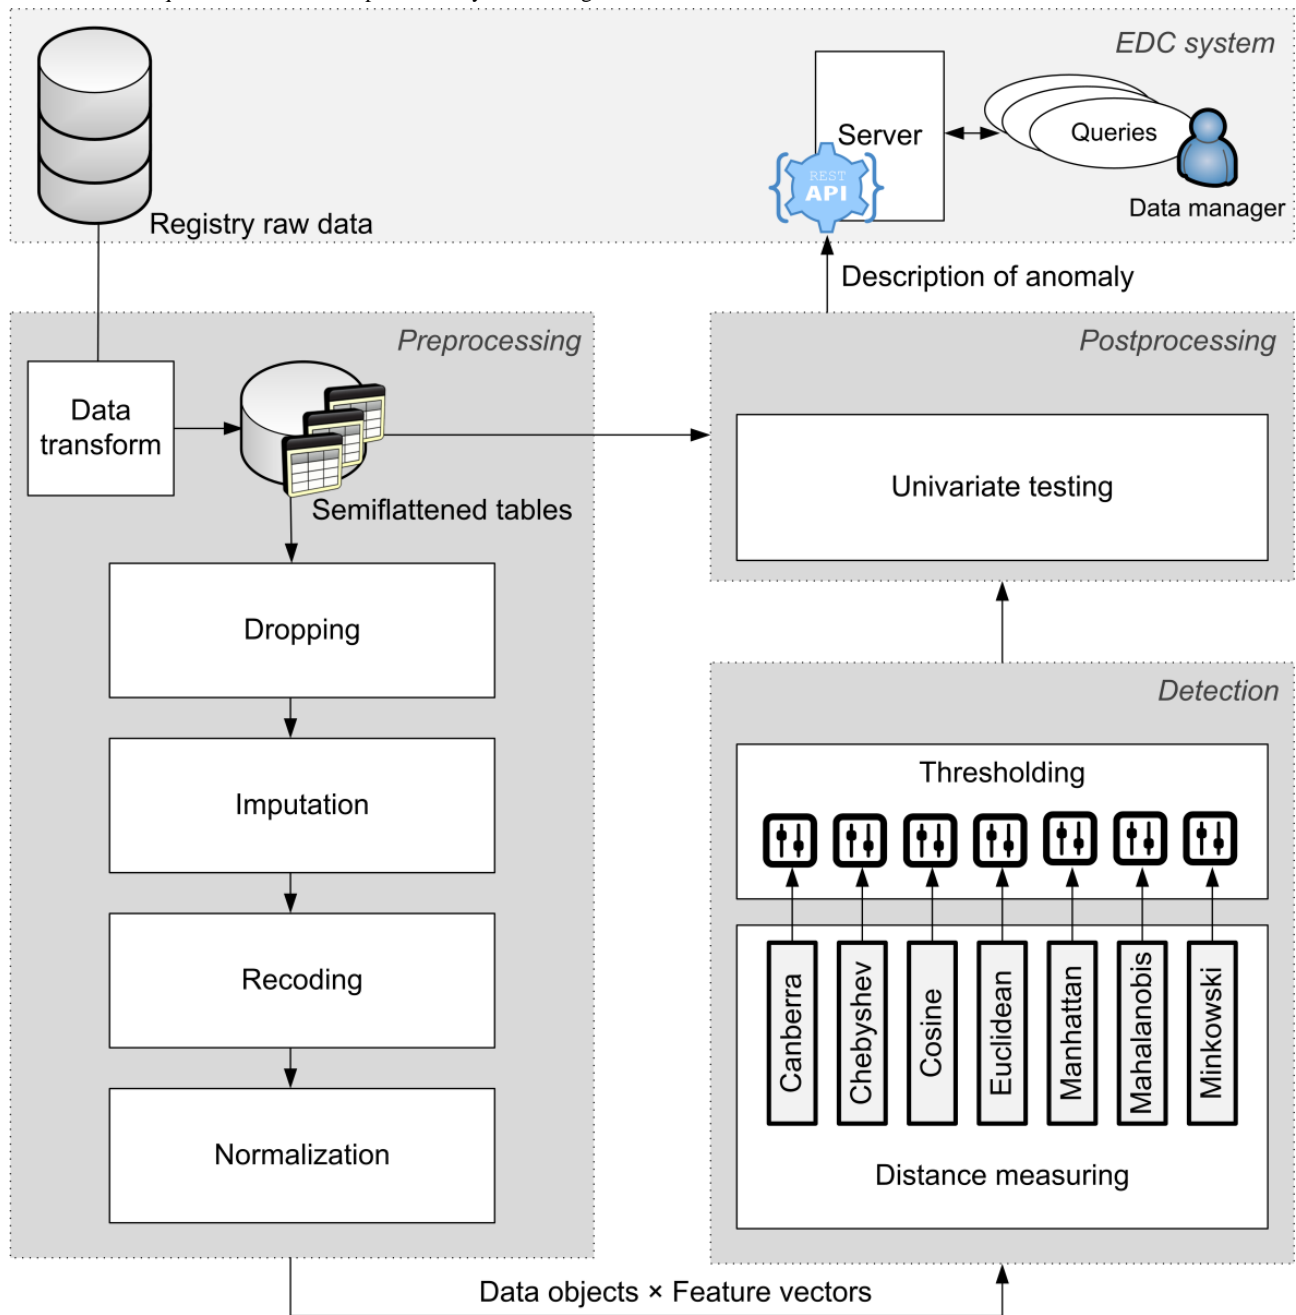 EDC system
Server
REST
API
Queries
Data manager
Registry raw data
Description of anomaly
Preprocessing
Data
transform
Semiflattened tables
Dropping
Imputation
Recoding
Normalization
Postprocessing
Univariate testing
Detection
Thresholding
Canberra
Chebyshev
Cosine
Euclidean
Manhattan
Mahalanobis
Minkowski
Distance measuring
Data objects × Feature vectors